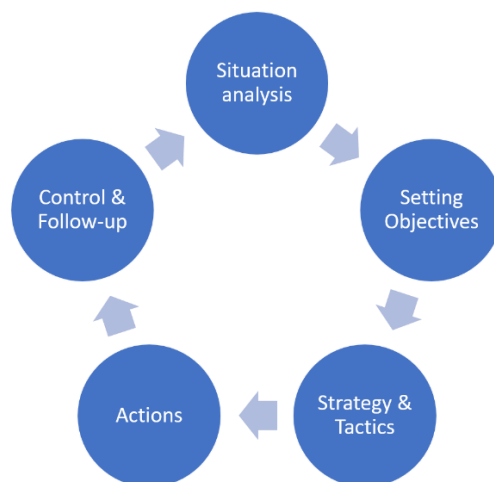 Situation
analysis
Setting
Objectives
Strategy &
Tactics
Actions
Control &
Follow-up